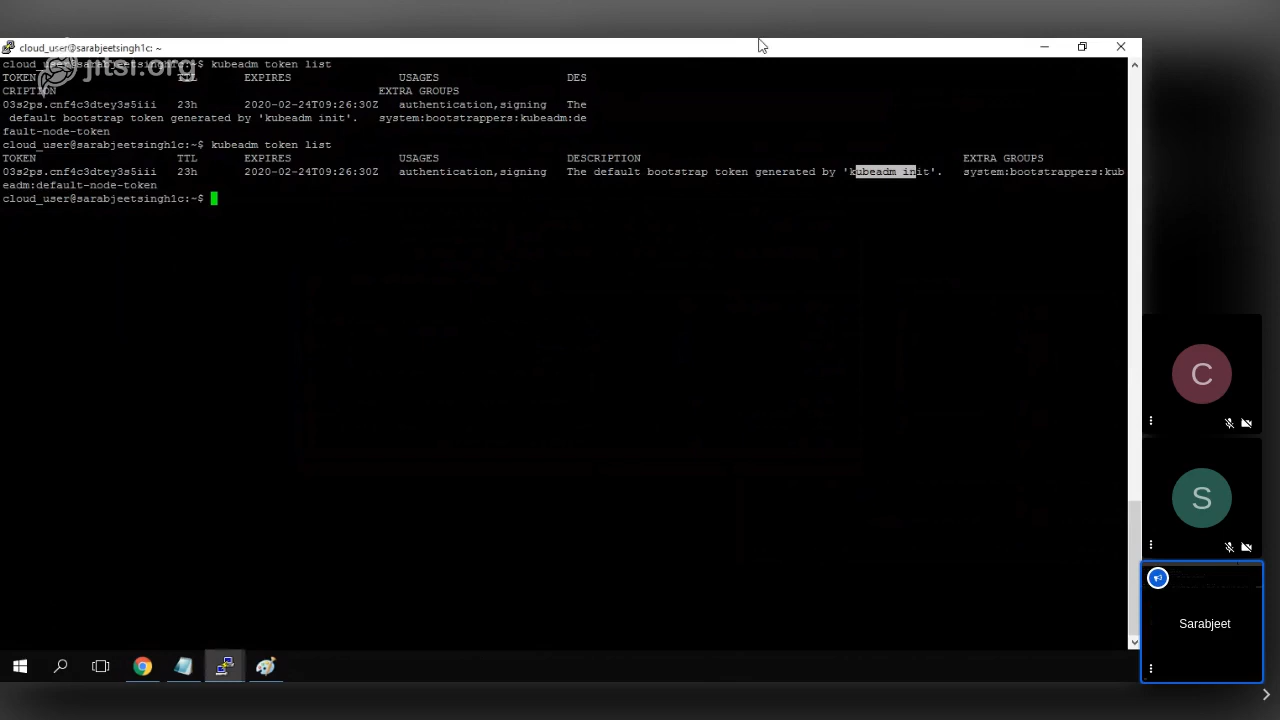 cloud_user@sarabjeetsingh1c: ~
jitsi.org
cloud_user@sarabjeetsingh1c:~$ kubeadm token list
TOKEN TTL EXPIRES USAGES DES
CRIPTION EXTRA GROUPS
03s2ps.cnf4c3dtey3s5iii 23h 2020-02-24T09:26:30Z authentication,signing The
default bootstrap token generated by 'kubeadm init'. system:bootstrappers:kubeadm:de
fault-node-token
cloud_user@sarabjeetsingh1c:~$ kubeadm token list
TOKEN TTL EXPIRES USAGES DESCRIPTION EXTRA GROUPS
03s2ps.cnf4c3dtey3s5iii 23h 2020-02-24T09:26:30Z authentication,signing The default bootstrap token generated by 'kubeadm init'. system:bootstrappers:kub
eadm:default-node-token
cloud_user@sarabjeetsingh1c:~$
C
S
Sarabjeet